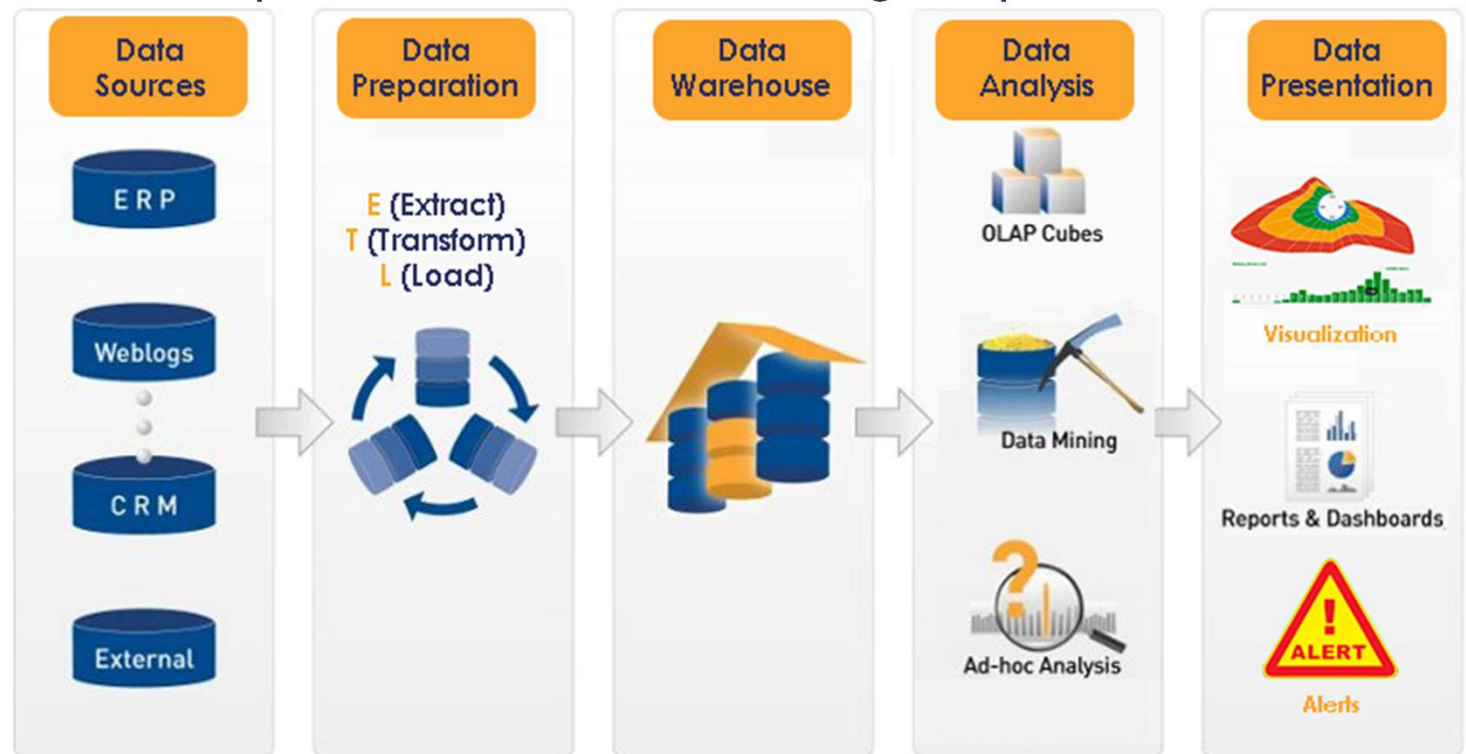 Data
Sources
Data
Preparation
Data
Warehouse
Data
Analysis
Data
Presentation
ERP
Weblogs
CRM
External
E (Extract)
T (Transform)
L (Load)
OLAP Cubes
Data Mining
Ad-hoc Analysis
Visualization
Reports & Dashboards
!
ALERT
Alerts